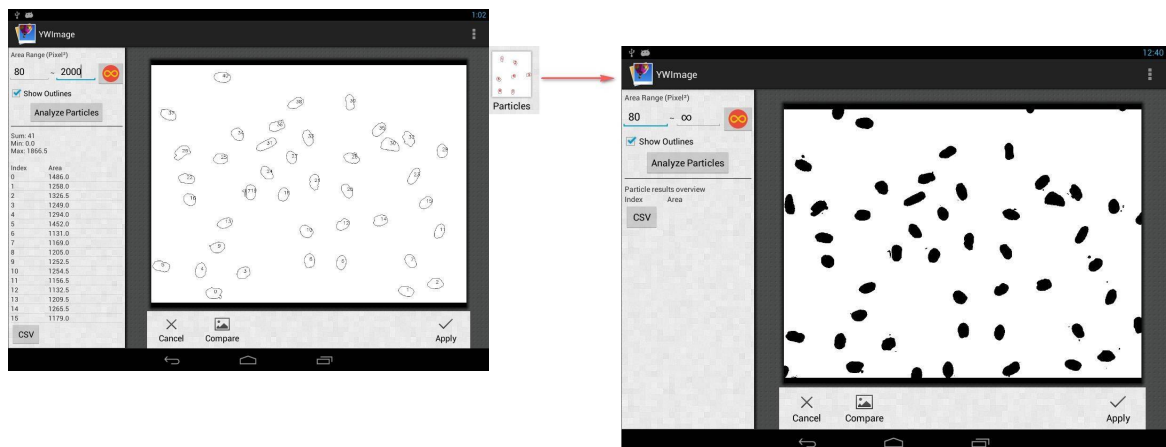 1:02
YWImage
Area Range (Pixel²)
80 ~ 2000
Show Outlines
Analyze Particles
Sum: 41
Min: 0.0
Max: 1866.5
Index Area
0 1486.0
1 1258.0
2 1326.5
3 1249.0
4 1294.0
5 1452.0
6 1131.0
7 1169.0
8 1205.0
9 1252.5
10 1254.5
11 1156.5
12 1132.5
13 1209.5
14 1265.5
15 1179.0
CSV
Cancel Compare Apply
Particles
12:40
YWImage
Area Range (Pixel²)
80 ~ ∞
Show Outlines
Analyze Particles
Particle results overview
Index Area
CSV
Cancel Compare Apply